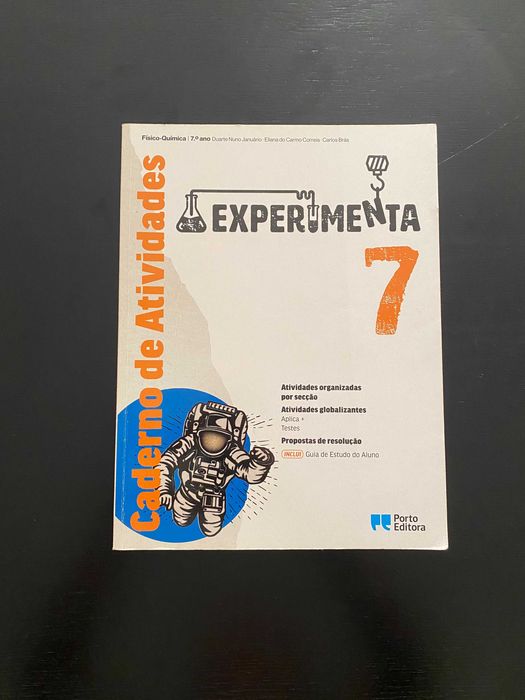 Físico-Química | 7.º ano Duarte Nuno Januário · Eliana do Carmo Correia · Carlos Brás
Caderno de Atividades
EXPERIMENTA
7
Atividades organizadas
por secção
Atividades globalizantes
Aplica +
Testes
Propostas de resolução
INCLUI Guia de Estudo do Aluno
Porto
Editora